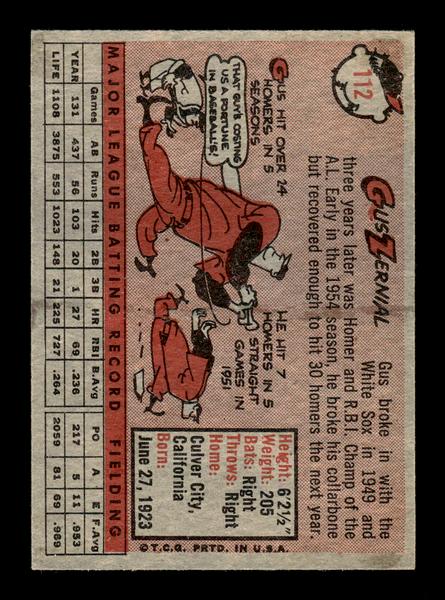 112
GUS ZERNIAL
Gus broke in with the
White Sox in 1949 and
three years later was Homer and R.B.I. Champ of the
A.L. Early in the 1954 season, he broke his collarbone
but recovered enough to hit 30 homers the next year.
GUS HIT OVER 24
HOMERS IN 5
SEASONS
THAT GUY'S COSTING
US A FORTUNE
IN BASEBALLS!
HE HIT 7
HOMERS IN 5
STRAIGHT
GAMES IN
1951
Height: 6'2½"
Weight: 205
Bats: Right
Throws: Right
Home:
Culver City,
California
Born:
June 27, 1923
MAJOR LEAGUE BATTING RECORD FIELDING
Games AB Runs Hits 2B 3B HR RBI B.Avg PO A E F.Avg
YEAR 131 437 56 103 20 1 27 69 .236 217 5 11 .953
LIFE 1108 3875 553 1023 148 21 225 727 .264 2059 81 69 .969
© T.C.G. PRTD. IN U.S.A.